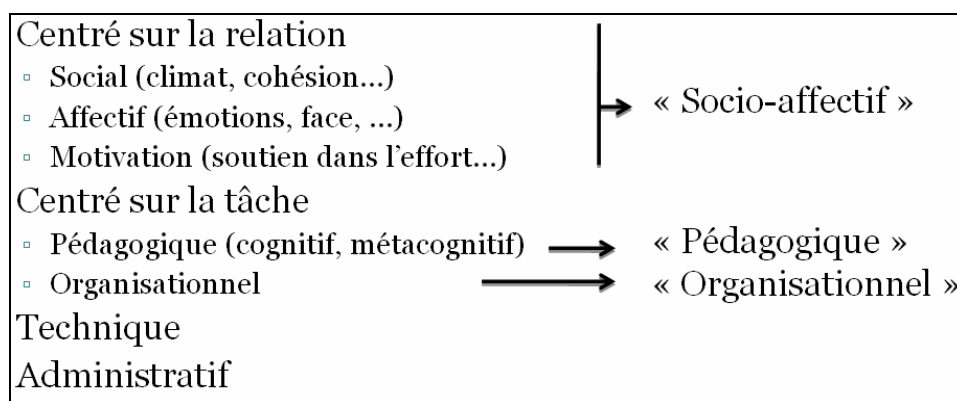 Centré sur la relation
▫ Social (climat, cohésion...)
▫ Affectif (émotions, face, ...)
▫ Motivation (soutien dans l'effort...)
« Socio-affectif »
Centré sur la tâche
▫ Pédagogique (cognitif, métacognitif)
« Pédagogique »
▫ Organisationnel
« Organisationnel »
Technique
Administratif